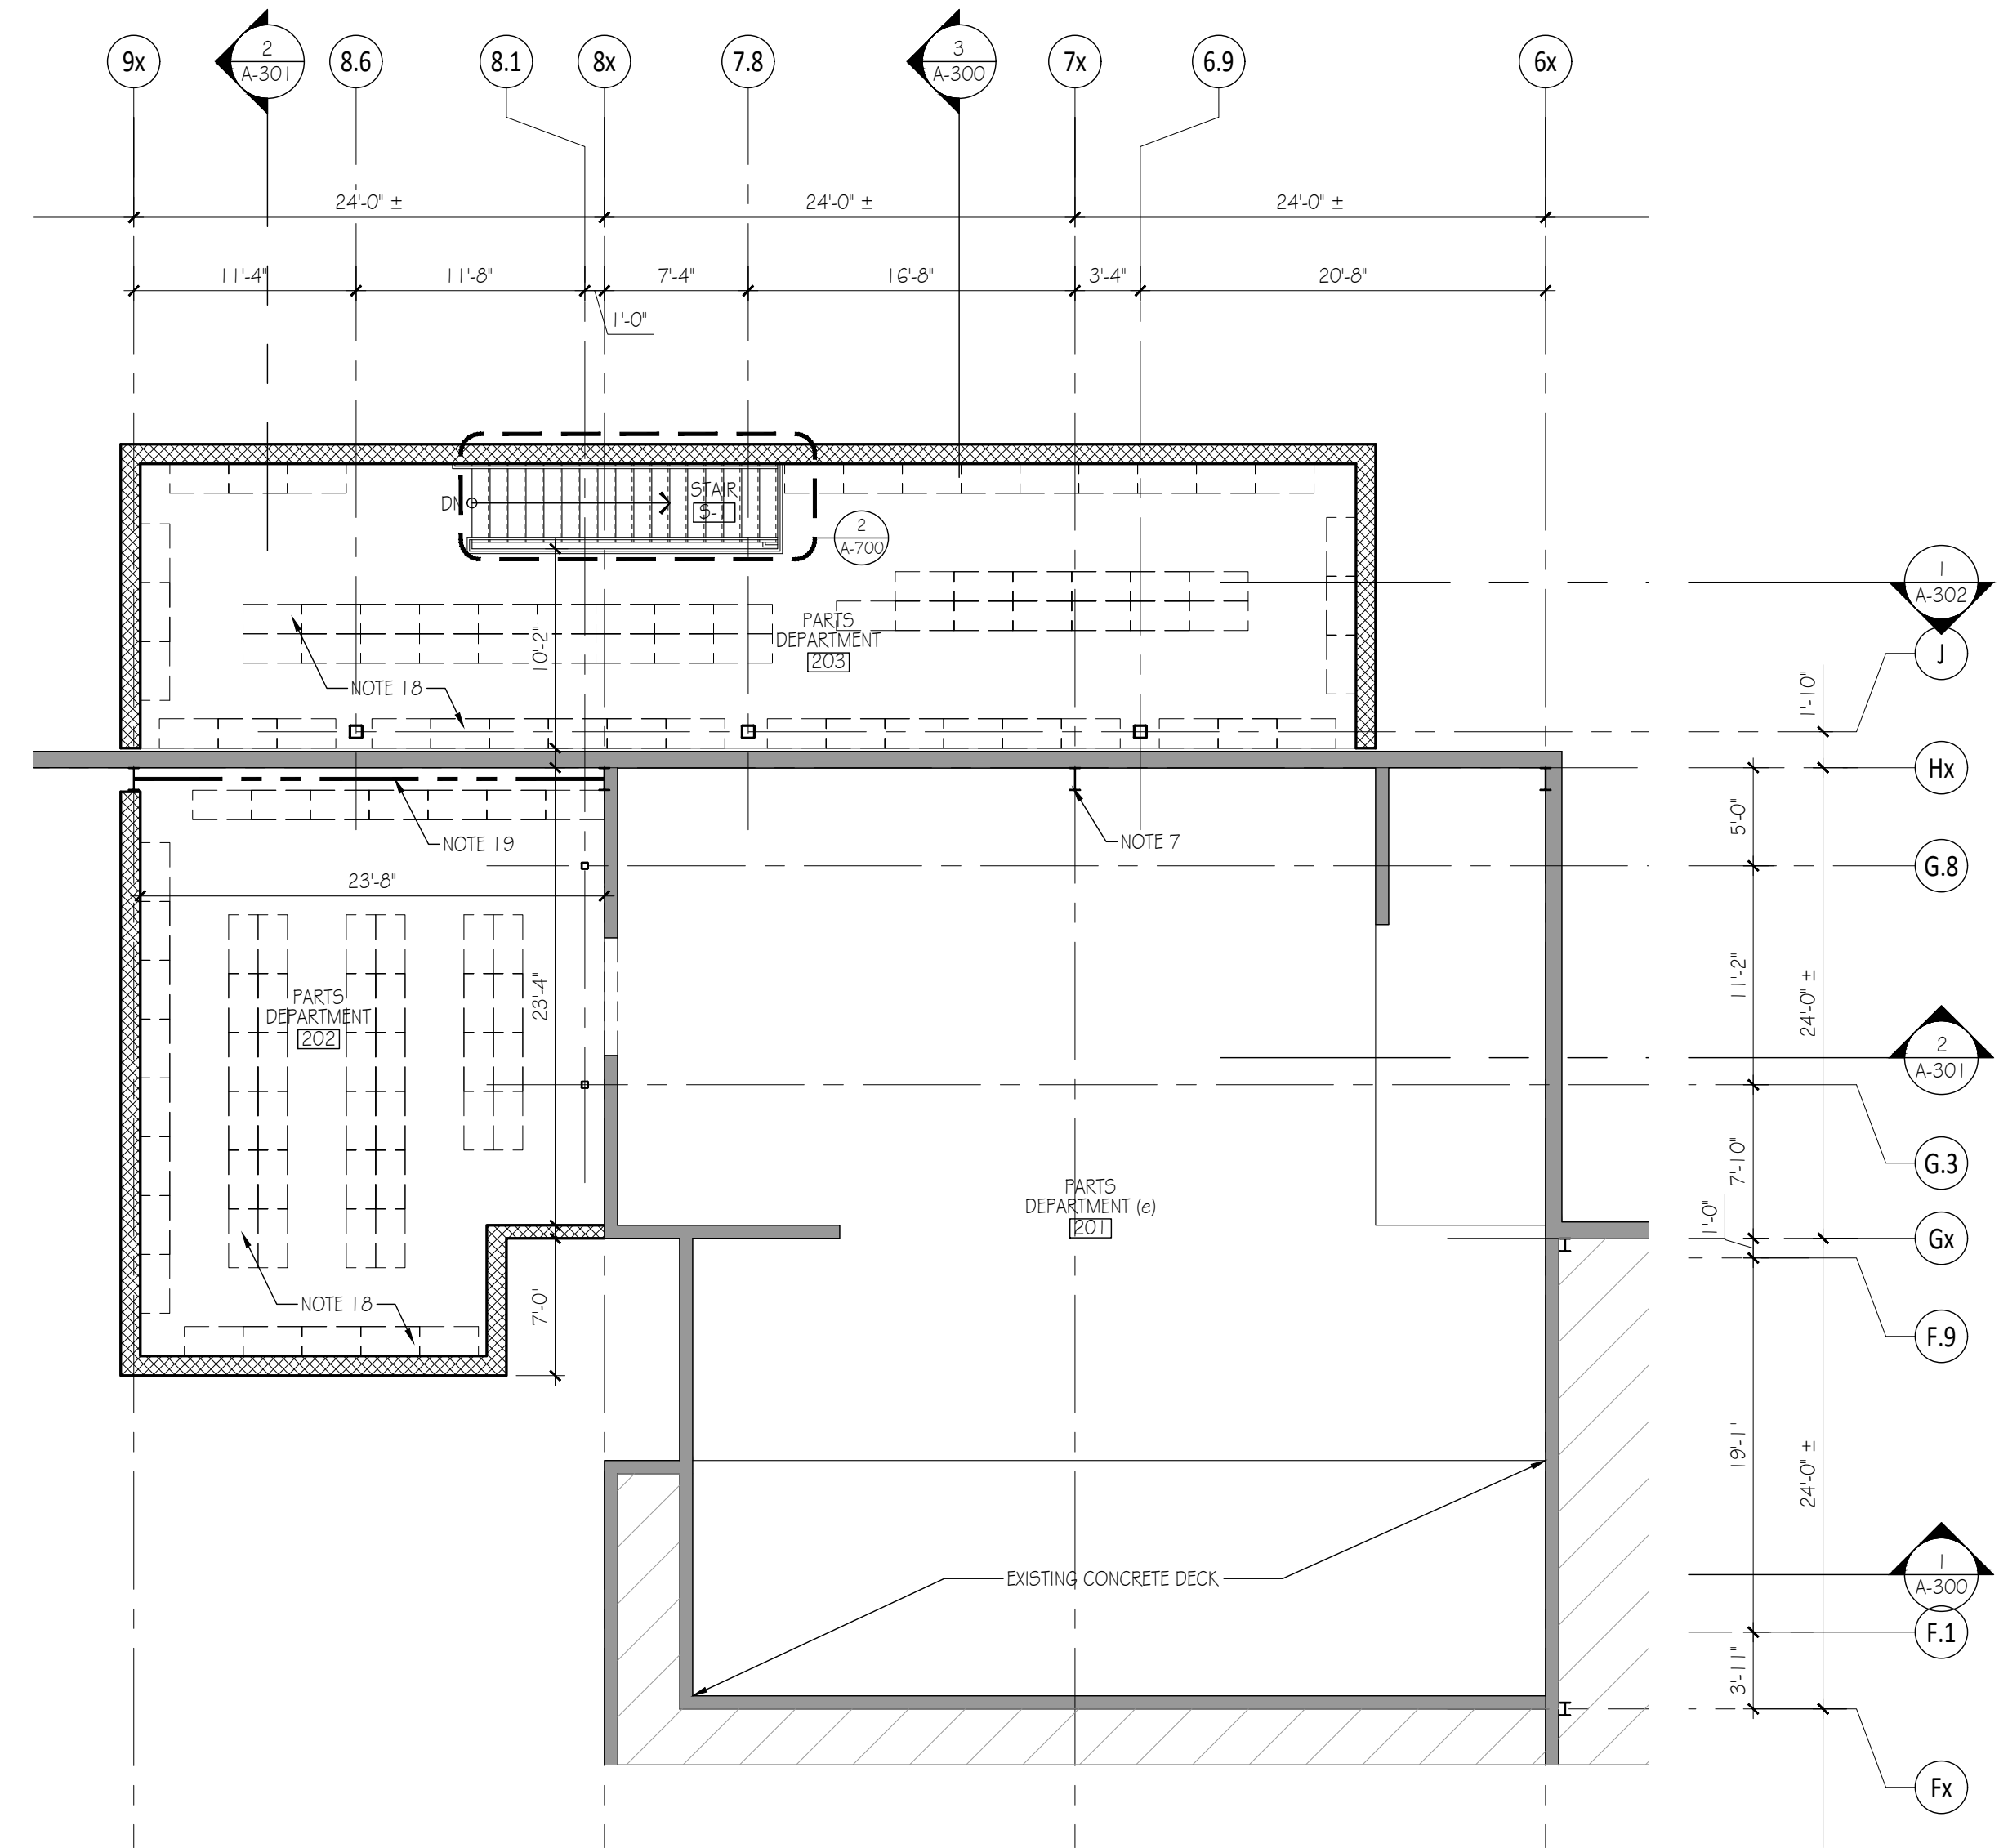 9x
2
A-301
8.6
8.1
8x
7.8
3
A-300
7x
6.9
6x
24'-0" ±
24'-0" ±
24'-0" ±
11'-4"
11'-8"
7'-4"
16'-8"
3'-4"
20'-8"
1'-0"
DN
STAIR
S-1
2
A-700
1
A-302
J
PARTS
DEPARTMENT
203
10'-2"
NOTE 18
1'-10"
Hx
NOTE 19
NOTE 7
5'-0"
G.8
23'-8"
PARTS
DEPARTMENT
202
23'-4"
11'-2"
24'-0" ±
2
A-301
G.3
PARTS
DEPARTMENT (e)
201
7'-10"
1'-0"
Gx
NOTE 18
7'-0"
F.9
19'-1"
24'-0" ±
EXISTING CONCRETE DECK
1
A-300
F.1
3'-11"
Fx